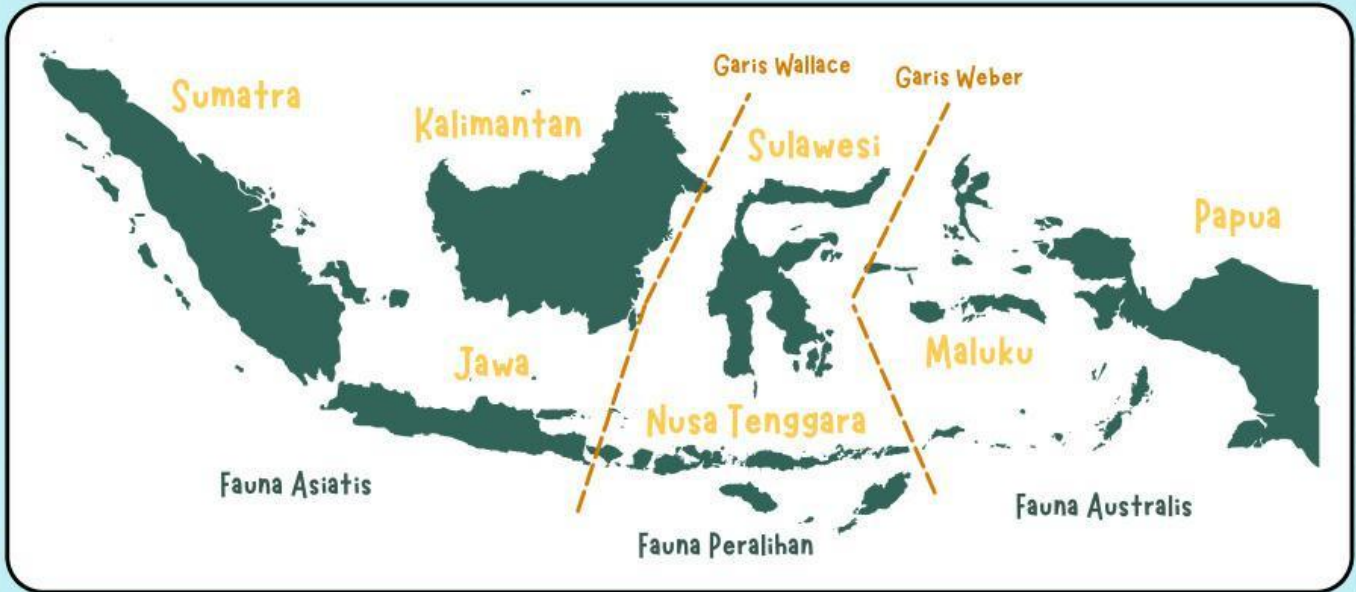 Garis Wallace
Garis Weber
Sumatra
Kalimantan
Sulawesi
Papua
Jawa
Maluku
Nusa Tenggara
Fauna Asiatis
Fauna Australis
Fauna Peralihan